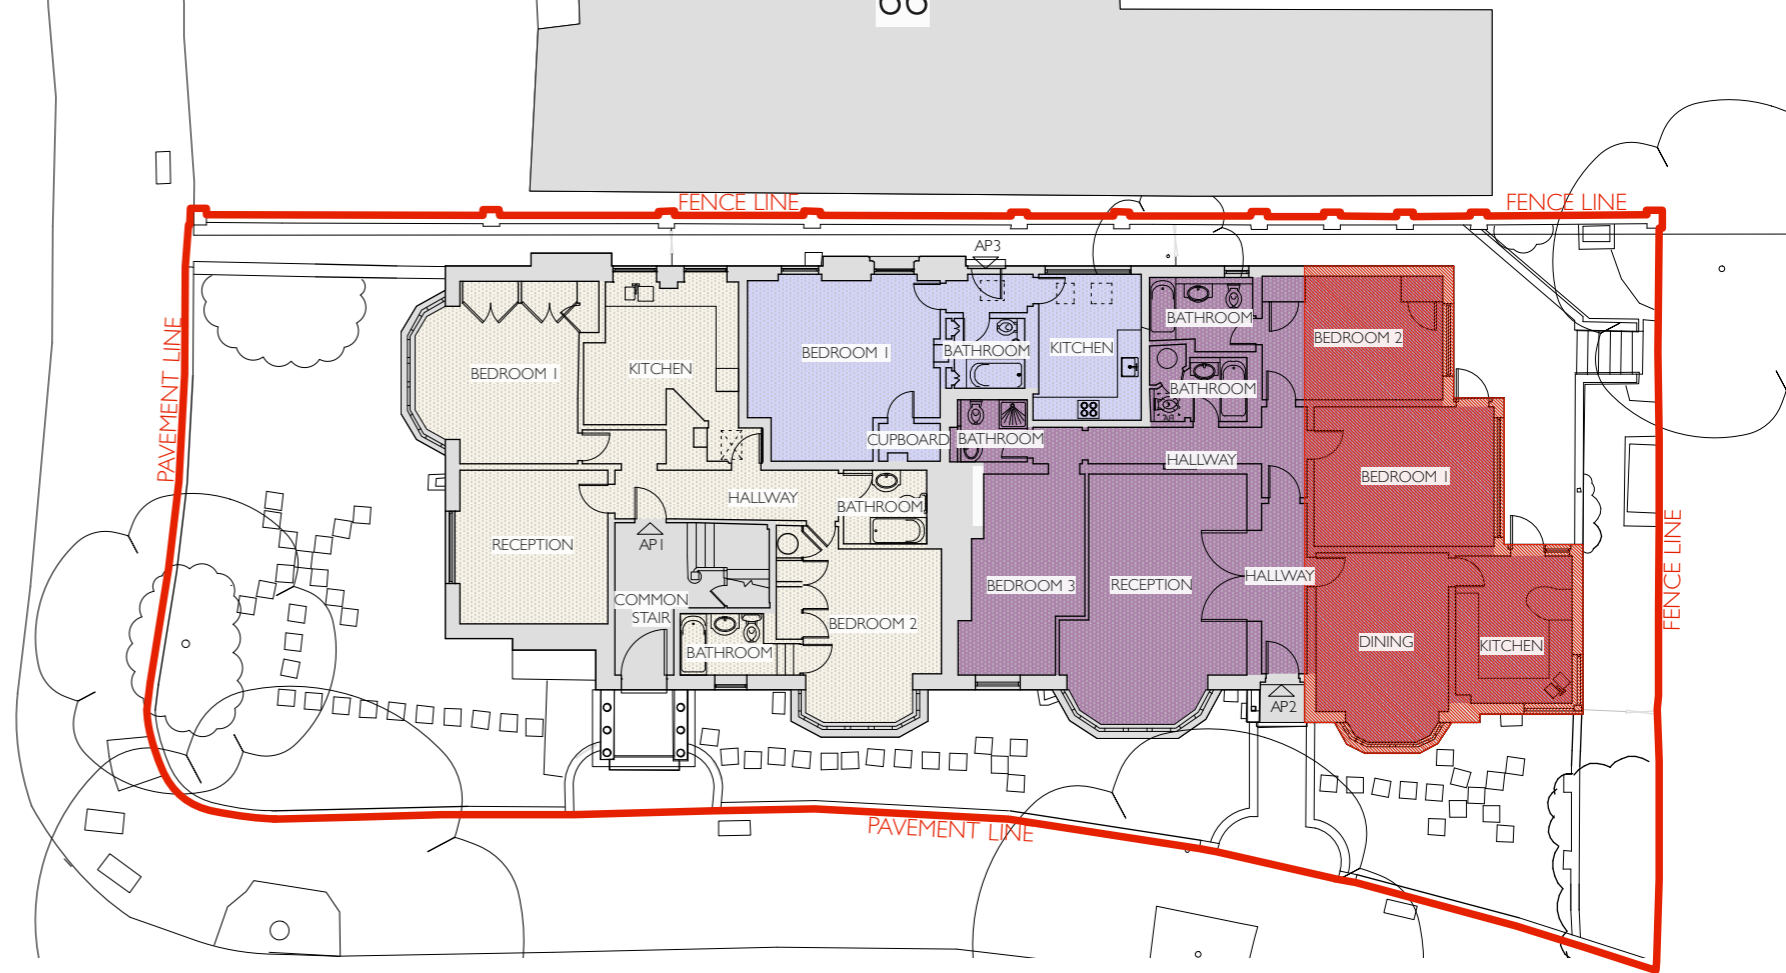 66
FENCE LINE
FENCE LINE
AP3
BATHROOM
BEDROOM 2
BEDROOM 1
BATHROOM
KITCHEN
KITCHEN
BEDROOM 1
BATHROOM
PAVEMENT LINE
CUPBOARD
BATHROOM
HALLWAY
BEDROOM 1
HALLWAY
BATHROOM
RECEPTION
AP1
FENCE LINE
HALLWAY
BEDROOM 3
RECEPTION
COMMON
STAIR
BEDROOM 2
DINING
KITCHEN
BATHROOM
AP2
PAVEMENT LINE